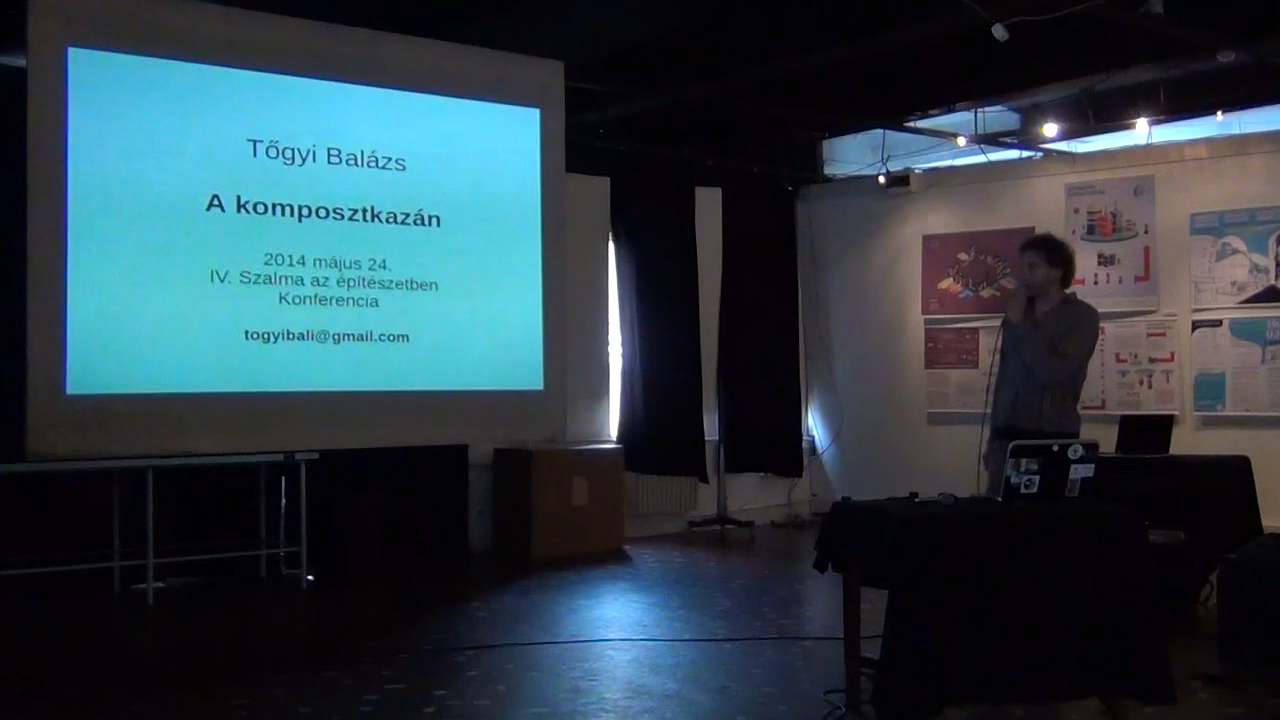 Tőgyi Balázs
A komposztkazán
2014 május 24.
IV. Szalma az építészetben
Konferencia
togyibali@gmail.com